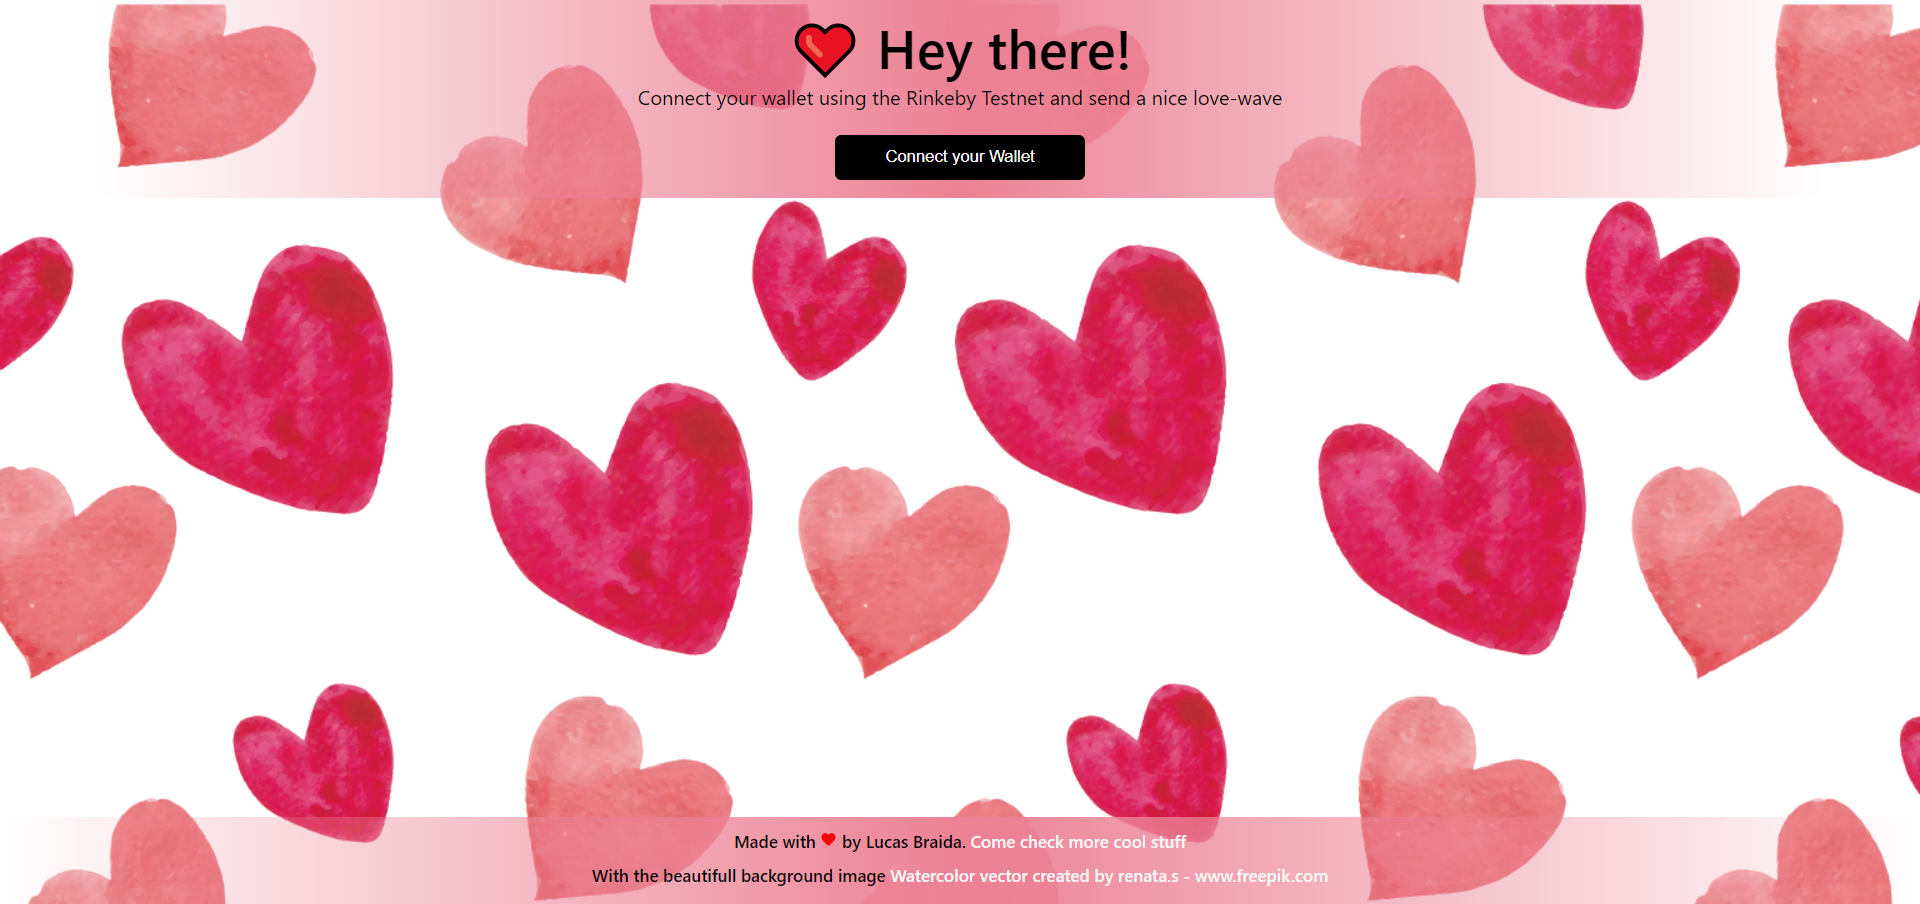 Hey there!
Connect your wallet using the Rinkeby Testnet and send a nice love-wave
Connect your Wallet
Made with ❤ by Lucas Braida. Come check more cool stuff
With the beautifull background image Watercolor vector created by renata.s - www.freepik.com